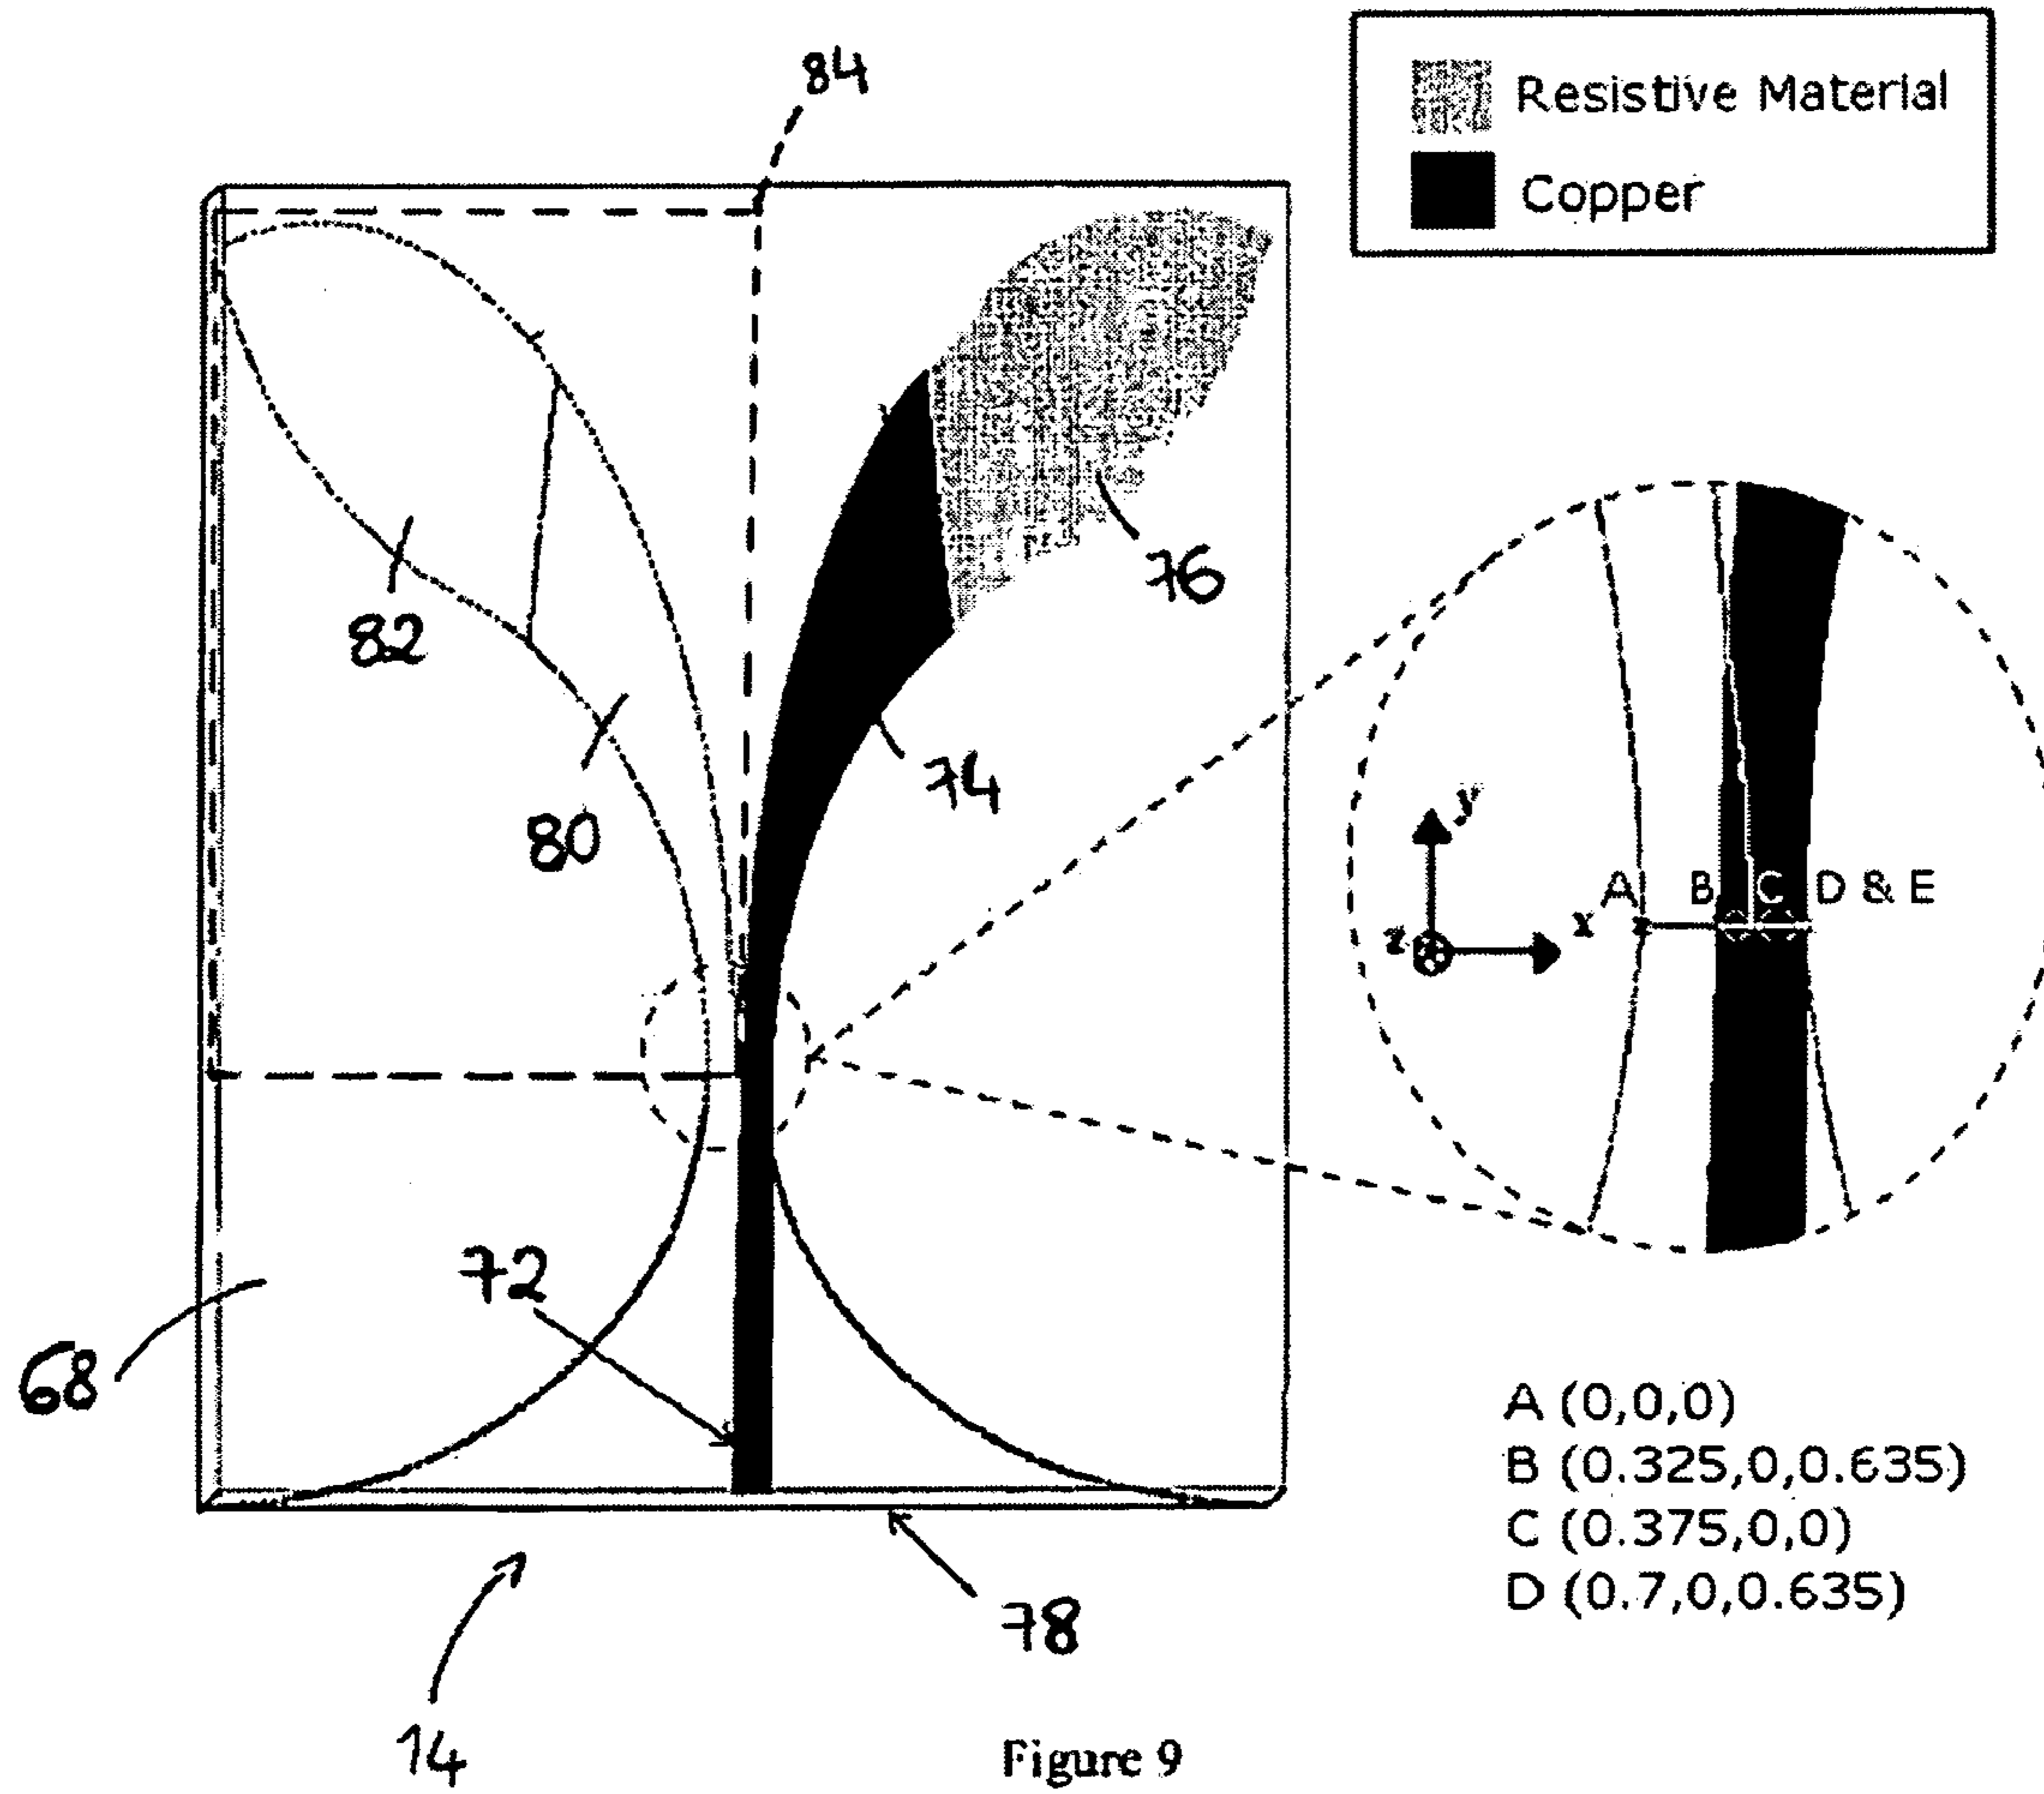 84
Resistive Material
Copper
76
82
74
80
y
A B C D & E
z x
72
68
A (0,0,0)
B (0.325,0,0.635)
C (0.375,0,0)
D (0.7,0,0.635)
78
14
Figure 9